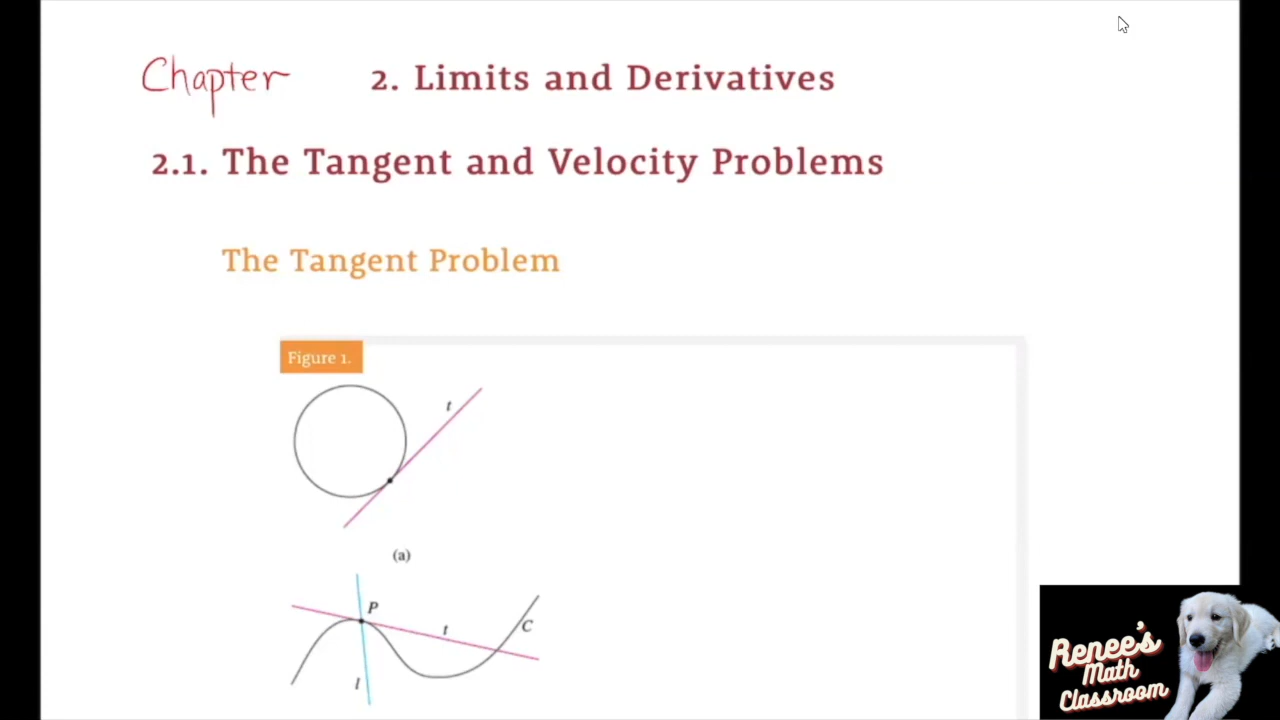 Chapter 2. Limits and Derivatives
2.1. The Tangent and Velocity Problems
The Tangent Problem
Figure 1.
t
(a)
P
t
C
l
Renee's
Math
Classroom